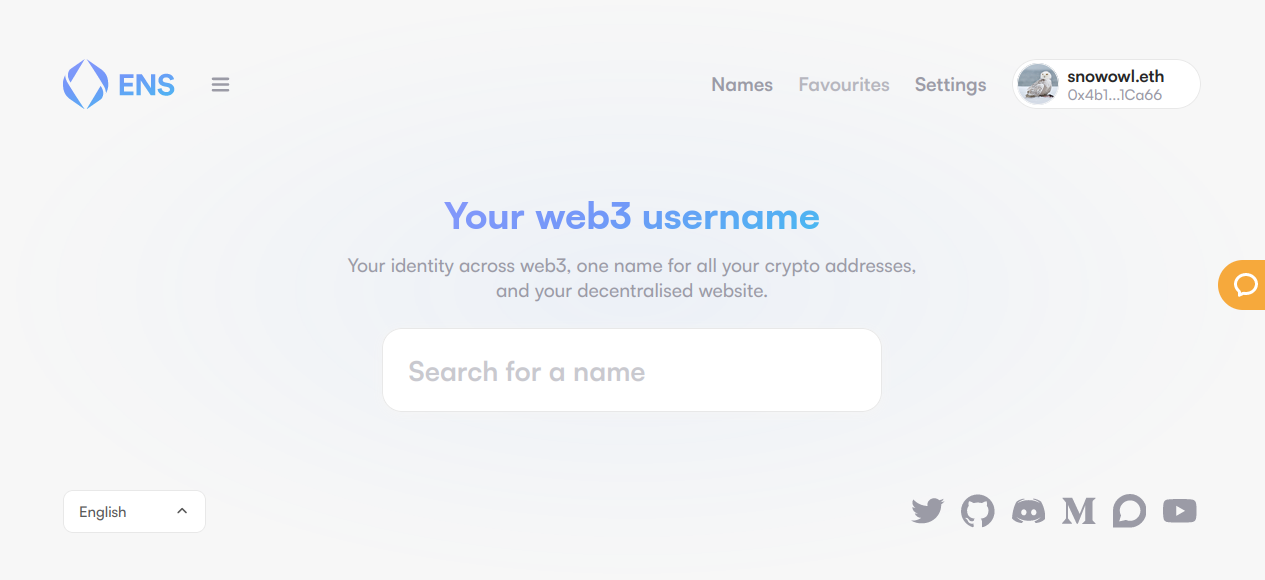 ENS
Names
Favourites
Settings
snowowl.eth
0x4b1...1Ca66
Your web3 username
Your identity across web3, one name for all your crypto addresses,
and your decentralised website.
Search for a name
English